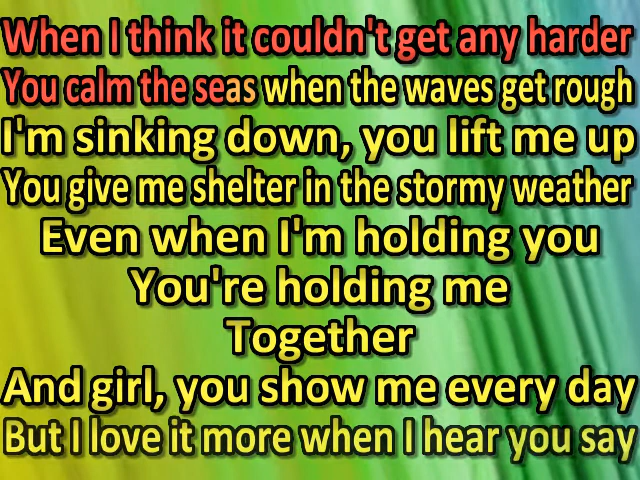 When I think it couldn't get any harder
You calm the seas when the waves get rough
I'm sinking down, you lift me up
You give me shelter in the stormy weather
Even when I'm holding you
You're holding me
Together
And girl, you show me every day
But I love it more when I hear you say